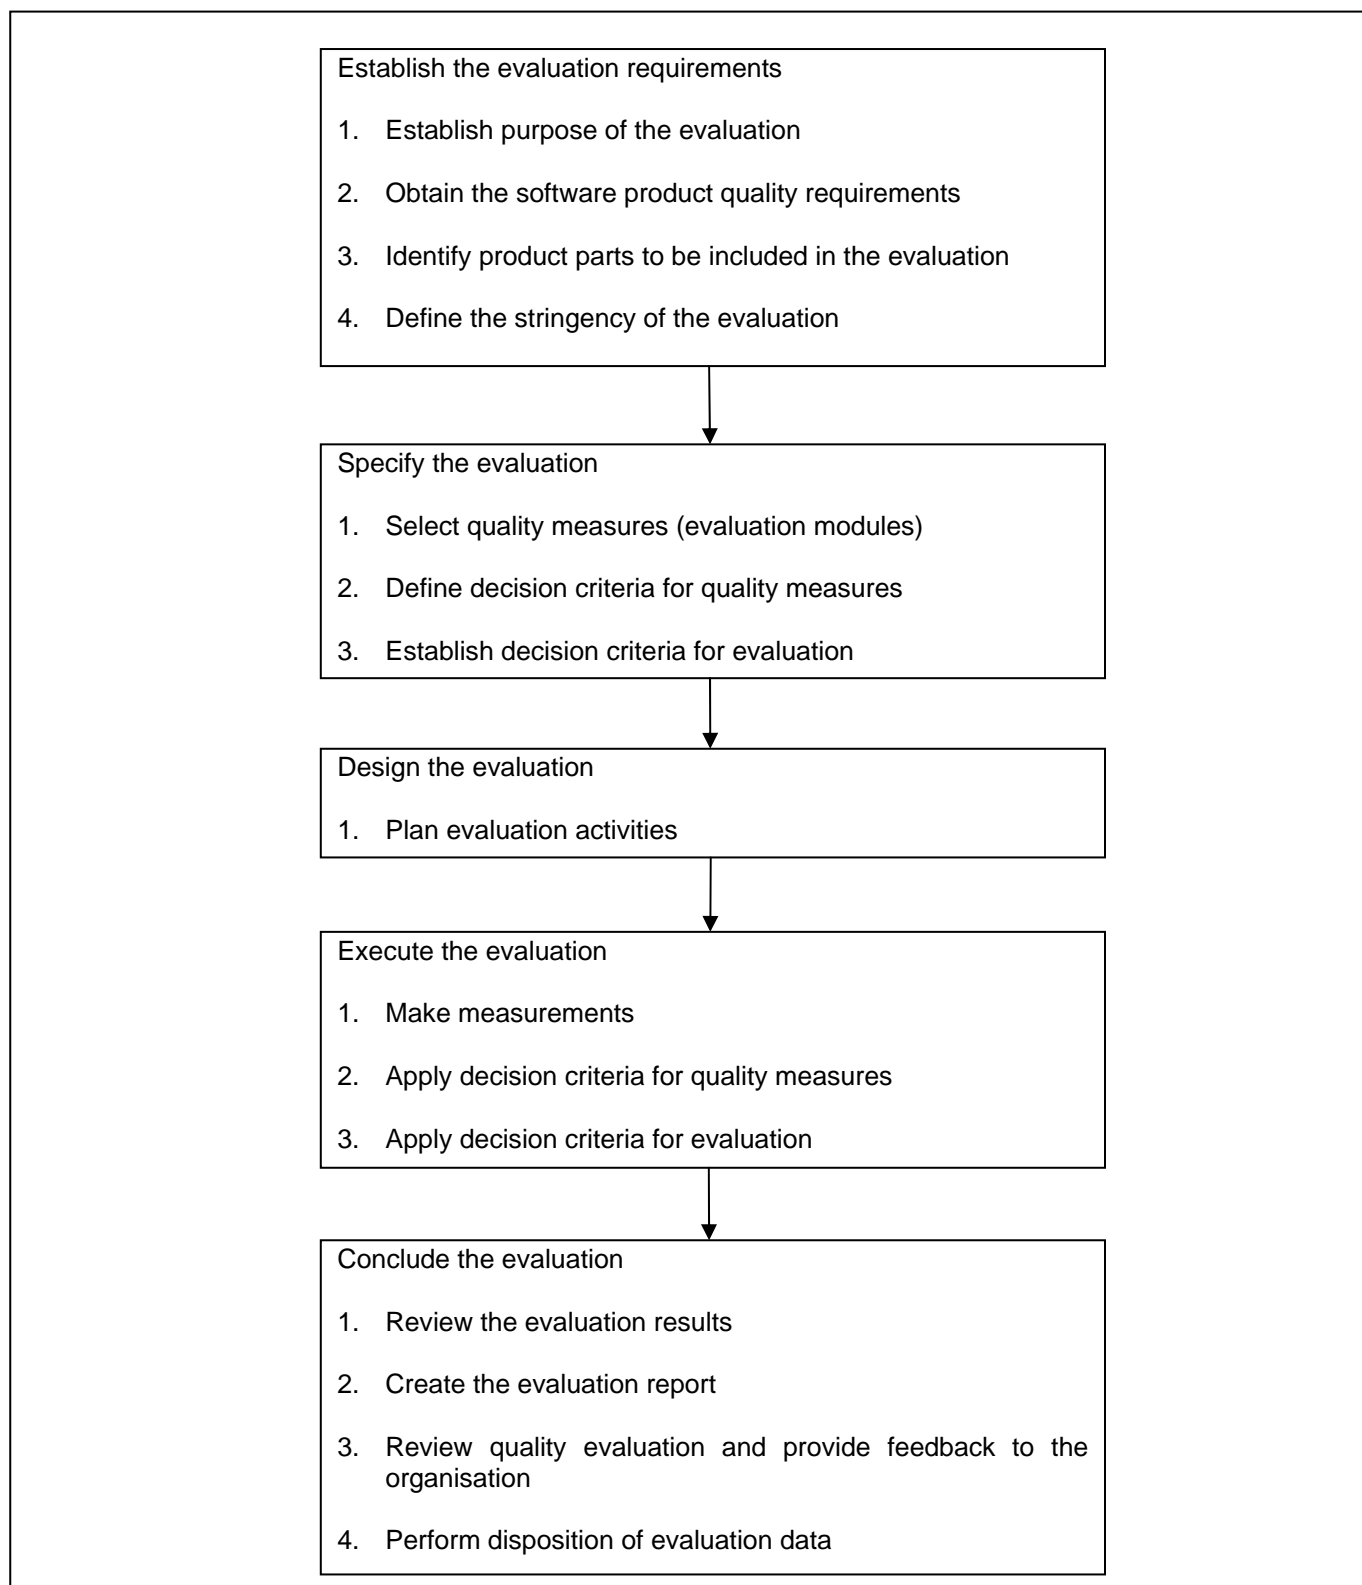 Establish the evaluation requirements
1. Establish purpose of the evaluation
2. Obtain the software product quality requirements
3. Identify product parts to be included in the evaluation
4. Define the stringency of the evaluation
Specify the evaluation
1. Select quality measures (evaluation modules)
2. Define decision criteria for quality measures
3. Establish decision criteria for evaluation
Design the evaluation
1. Plan evaluation activities
Execute the evaluation
1. Make measurements
2. Apply decision criteria for quality measures
3. Apply decision criteria for evaluation
Conclude the evaluation
1. Review the evaluation results
2. Create the evaluation report
3. Review quality evaluation and provide feedback to the
organisation
4. Perform disposition of evaluation data